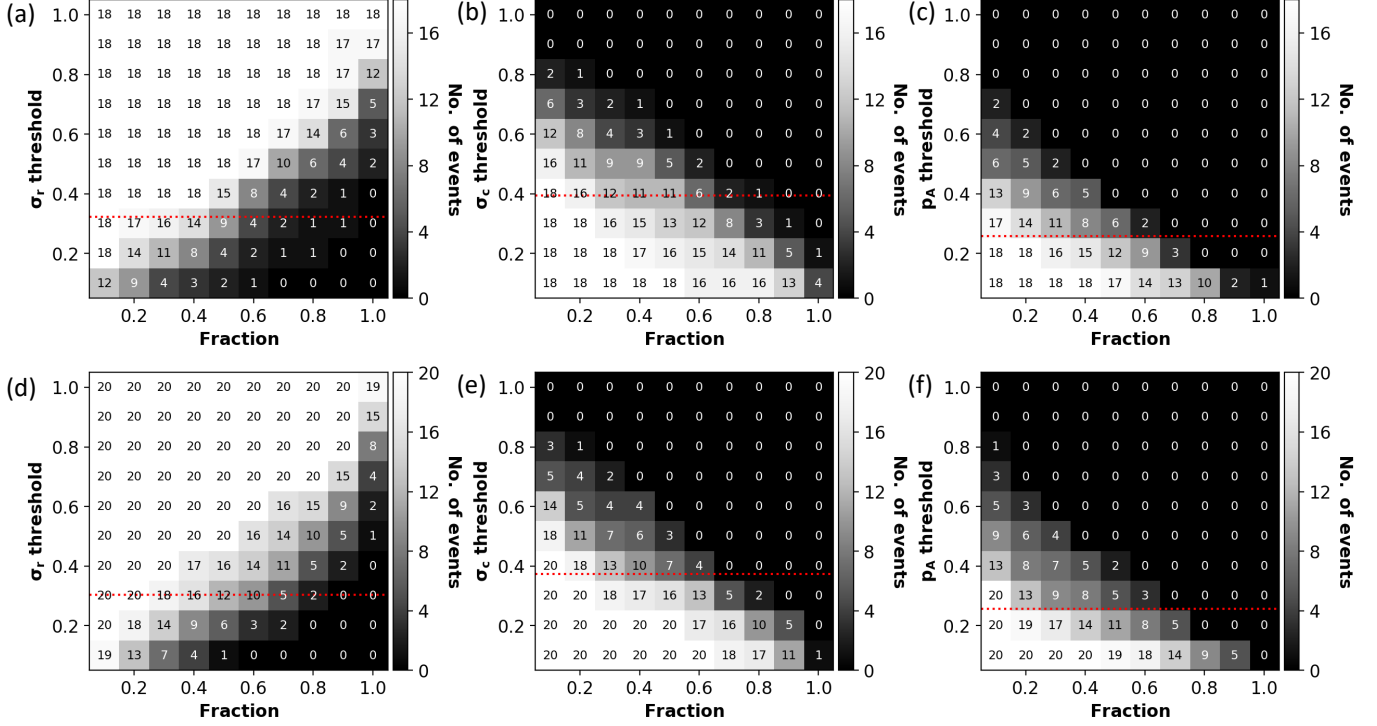 (a)
σr threshold
1.0 18 18 18 18 18 18 18 18 18 18
18 18 18 18 18 18 18 18 17 17
0.8 18 18 18 18 18 18 18 18 17 12
18 18 18 18 18 18 18 17 15 5
0.6 18 18 18 18 18 18 17 14 6 3
18 18 18 18 18 17 10 6 4 2
0.4 18 18 18 18 15 8 4 2 1 0
18 17 16 14 9 4 2 1 1 0
0.2 18 14 11 8 4 2 1 1 0 0
12 9 4 3 2 1 0 0 0 0
0.2 0.4 0.6 0.8 1.0
Fraction
16
12
8
4
0
No. of events
(b)
σc threshold
1.0 0 0 0 0 0 0 0 0 0 0
0 0 0 0 0 0 0 0 0 0
0.8 2 1 0 0 0 0 0 0 0 0
6 3 2 1 0 0 0 0 0 0
0.6 12 8 4 3 1 0 0 0 0 0
16 11 9 9 5 2 0 0 0 0
0.4 18 16 12 11 11 6 2 1 0 0
18 18 16 15 13 12 8 3 1 0
0.2 18 18 18 17 16 15 14 11 5 1
18 18 18 18 18 16 16 16 13 4
0.2 0.4 0.6 0.8 1.0
Fraction
16
12
8
4
0
No. of events
(c)
pA threshold
1.0 0 0 0 0 0 0 0 0 0 0
0 0 0 0 0 0 0 0 0 0
0.8 0 0 0 0 0 0 0 0 0 0
2 0 0 0 0 0 0 0 0 0
0.6 4 2 0 0 0 0 0 0 0 0
6 5 2 0 0 0 0 0 0 0
0.4 13 9 6 5 0 0 0 0 0 0
17 14 11 8 6 2 0 0 0 0
0.2 18 18 16 15 12 9 3 0 0 0
18 18 18 18 17 14 13 10 2 1
0.2 0.4 0.6 0.8 1.0
Fraction
16
12
8
4
0
No. of events
(d)
σr threshold
1.0 20 20 20 20 20 20 20 20 20 19
20 20 20 20 20 20 20 20 20 15
0.8 20 20 20 20 20 20 20 20 20 8
20 20 20 20 20 20 20 20 15 4
0.6 20 20 20 20 20 20 16 15 9 2
20 20 20 20 20 16 14 10 5 1
0.4 20 20 20 17 16 14 11 5 2 0
20 20 18 16 12 10 5 2 0 0
0.2 20 18 14 9 6 3 2 0 0 0
19 13 7 4 1 0 0 0 0 0
0.2 0.4 0.6 0.8 1.0
Fraction
20
16
12
8
4
0
No. of events
(e)
σc threshold
1.0 0 0 0 0 0 0 0 0 0 0
0 0 0 0 0 0 0 0 0 0
0.8 3 1 0 0 0 0 0 0 0 0
5 4 2 0 0 0 0 0 0 0
0.6 14 5 4 4 0 0 0 0 0 0
18 11 7 6 3 0 0 0 0 0
0.4 20 18 13 10 7 4 0 0 0 0
20 20 18 17 16 13 5 2 0 0
0.2 20 20 20 20 20 17 16 10 5 0
20 20 20 20 20 20 18 17 11 1
0.2 0.4 0.6 0.8 1.0
Fraction
20
16
12
8
4
0
No. of events
(f)
pA threshold
1.0 0 0 0 0 0 0 0 0 0 0
0 0 0 0 0 0 0 0 0 0
0.8 1 0 0 0 0 0 0 0 0 0
3 0 0 0 0 0 0 0 0 0
0.6 5 3 0 0 0 0 0 0 0 0
9 6 4 0 0 0 0 0 0 0
0.4 13 8 7 5 2 0 0 0 0 0
20 13 9 8 5 3 0 0 0 0
0.2 20 19 17 14 11 8 5 0 0 0
20 20 20 20 19 18 14 9 5 0
0.2 0.4 0.6 0.8 1.0
Fraction
20
16
12
8
4
0
No. of events